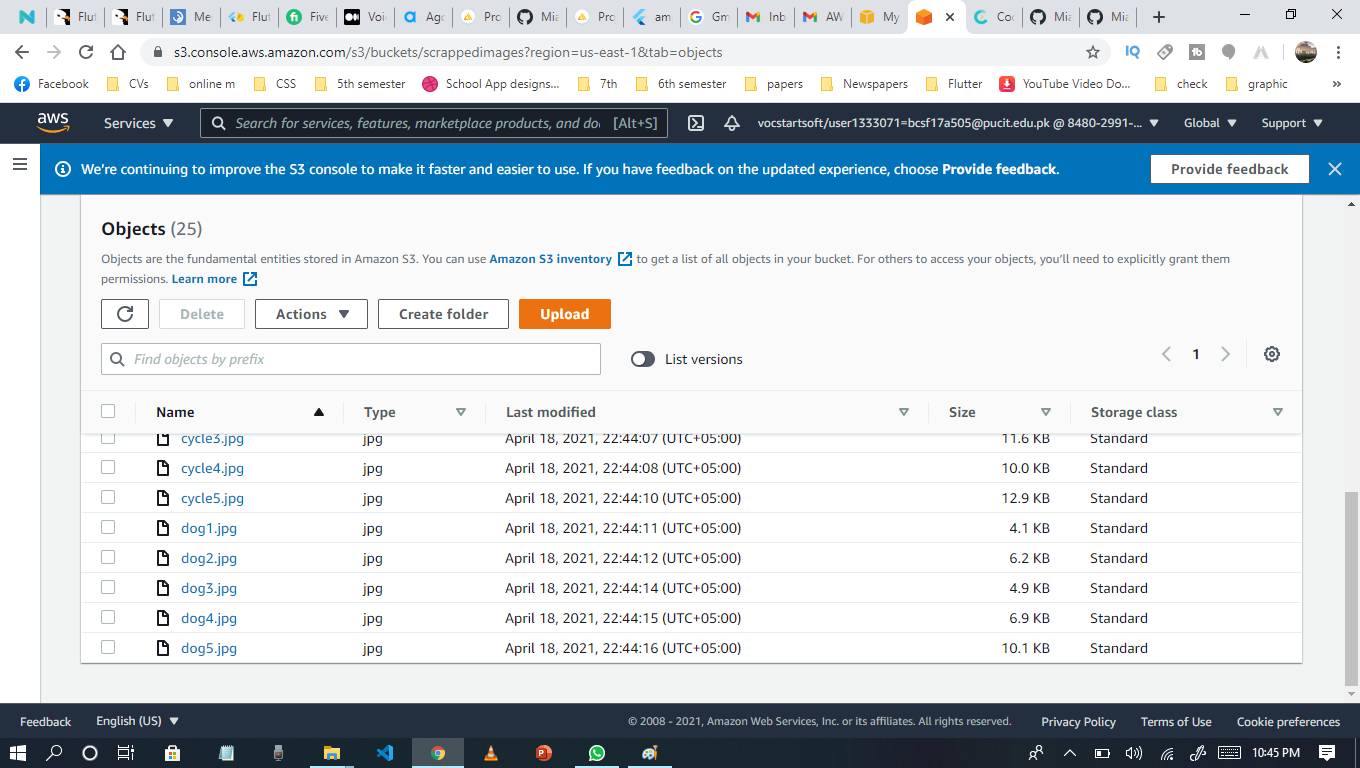 Flut
Flut
Me
Flut
Five
Voi
Ago
Pro
Mia
Pro
am
Gm
Inb
AW
My
Coc
Mia
Mia
s3.console.aws.amazon.com/s3/buckets/scrappedimages?region=us-east-1&tab=objects
Facebook CVs online m CSS 5th semester School App designs... 7th 6th semester papers Newspapers Flutter YouTube Video Do... check graphic »
aws Services Search for services, features, marketplace products, and do [Alt+S] vocstartsoft/user1333071=bcsf17a505@pucit.edu.pk @ 8480-2991-... Global Support
We're continuing to improve the S3 console to make it faster and easier to use. If you have feedback on the updated experience, choose Provide feedback. Provide feedback
Objects (25)
Objects are the fundamental entities stored in Amazon S3. You can use Amazon S3 inventory to get a list of all objects in your bucket. For others to access your objects, you'll need to explicitly grant them
permissions. Learn more
Delete Actions Create folder Upload
Find objects by prefix List versions 1
Name Type Last modified Size Storage class
cycle3.jpg jpg April 18, 2021, 22:44:07 (UTC+05:00) 11.6 KB Standard
cycle4.jpg jpg April 18, 2021, 22:44:08 (UTC+05:00) 10.0 KB Standard
cycle5.jpg jpg April 18, 2021, 22:44:10 (UTC+05:00) 12.9 KB Standard
dog1.jpg jpg April 18, 2021, 22:44:11 (UTC+05:00) 4.1 KB Standard
dog2.jpg jpg April 18, 2021, 22:44:12 (UTC+05:00) 6.2 KB Standard
dog3.jpg jpg April 18, 2021, 22:44:14 (UTC+05:00) 4.9 KB Standard
dog4.jpg jpg April 18, 2021, 22:44:15 (UTC+05:00) 6.9 KB Standard
dog5.jpg jpg April 18, 2021, 22:44:16 (UTC+05:00) 10.1 KB Standard
Feedback English (US) © 2008 - 2021, Amazon Web Services, Inc. or its affiliates. All rights reserved. Privacy Policy Terms of Use Cookie preferences
10:45 PM